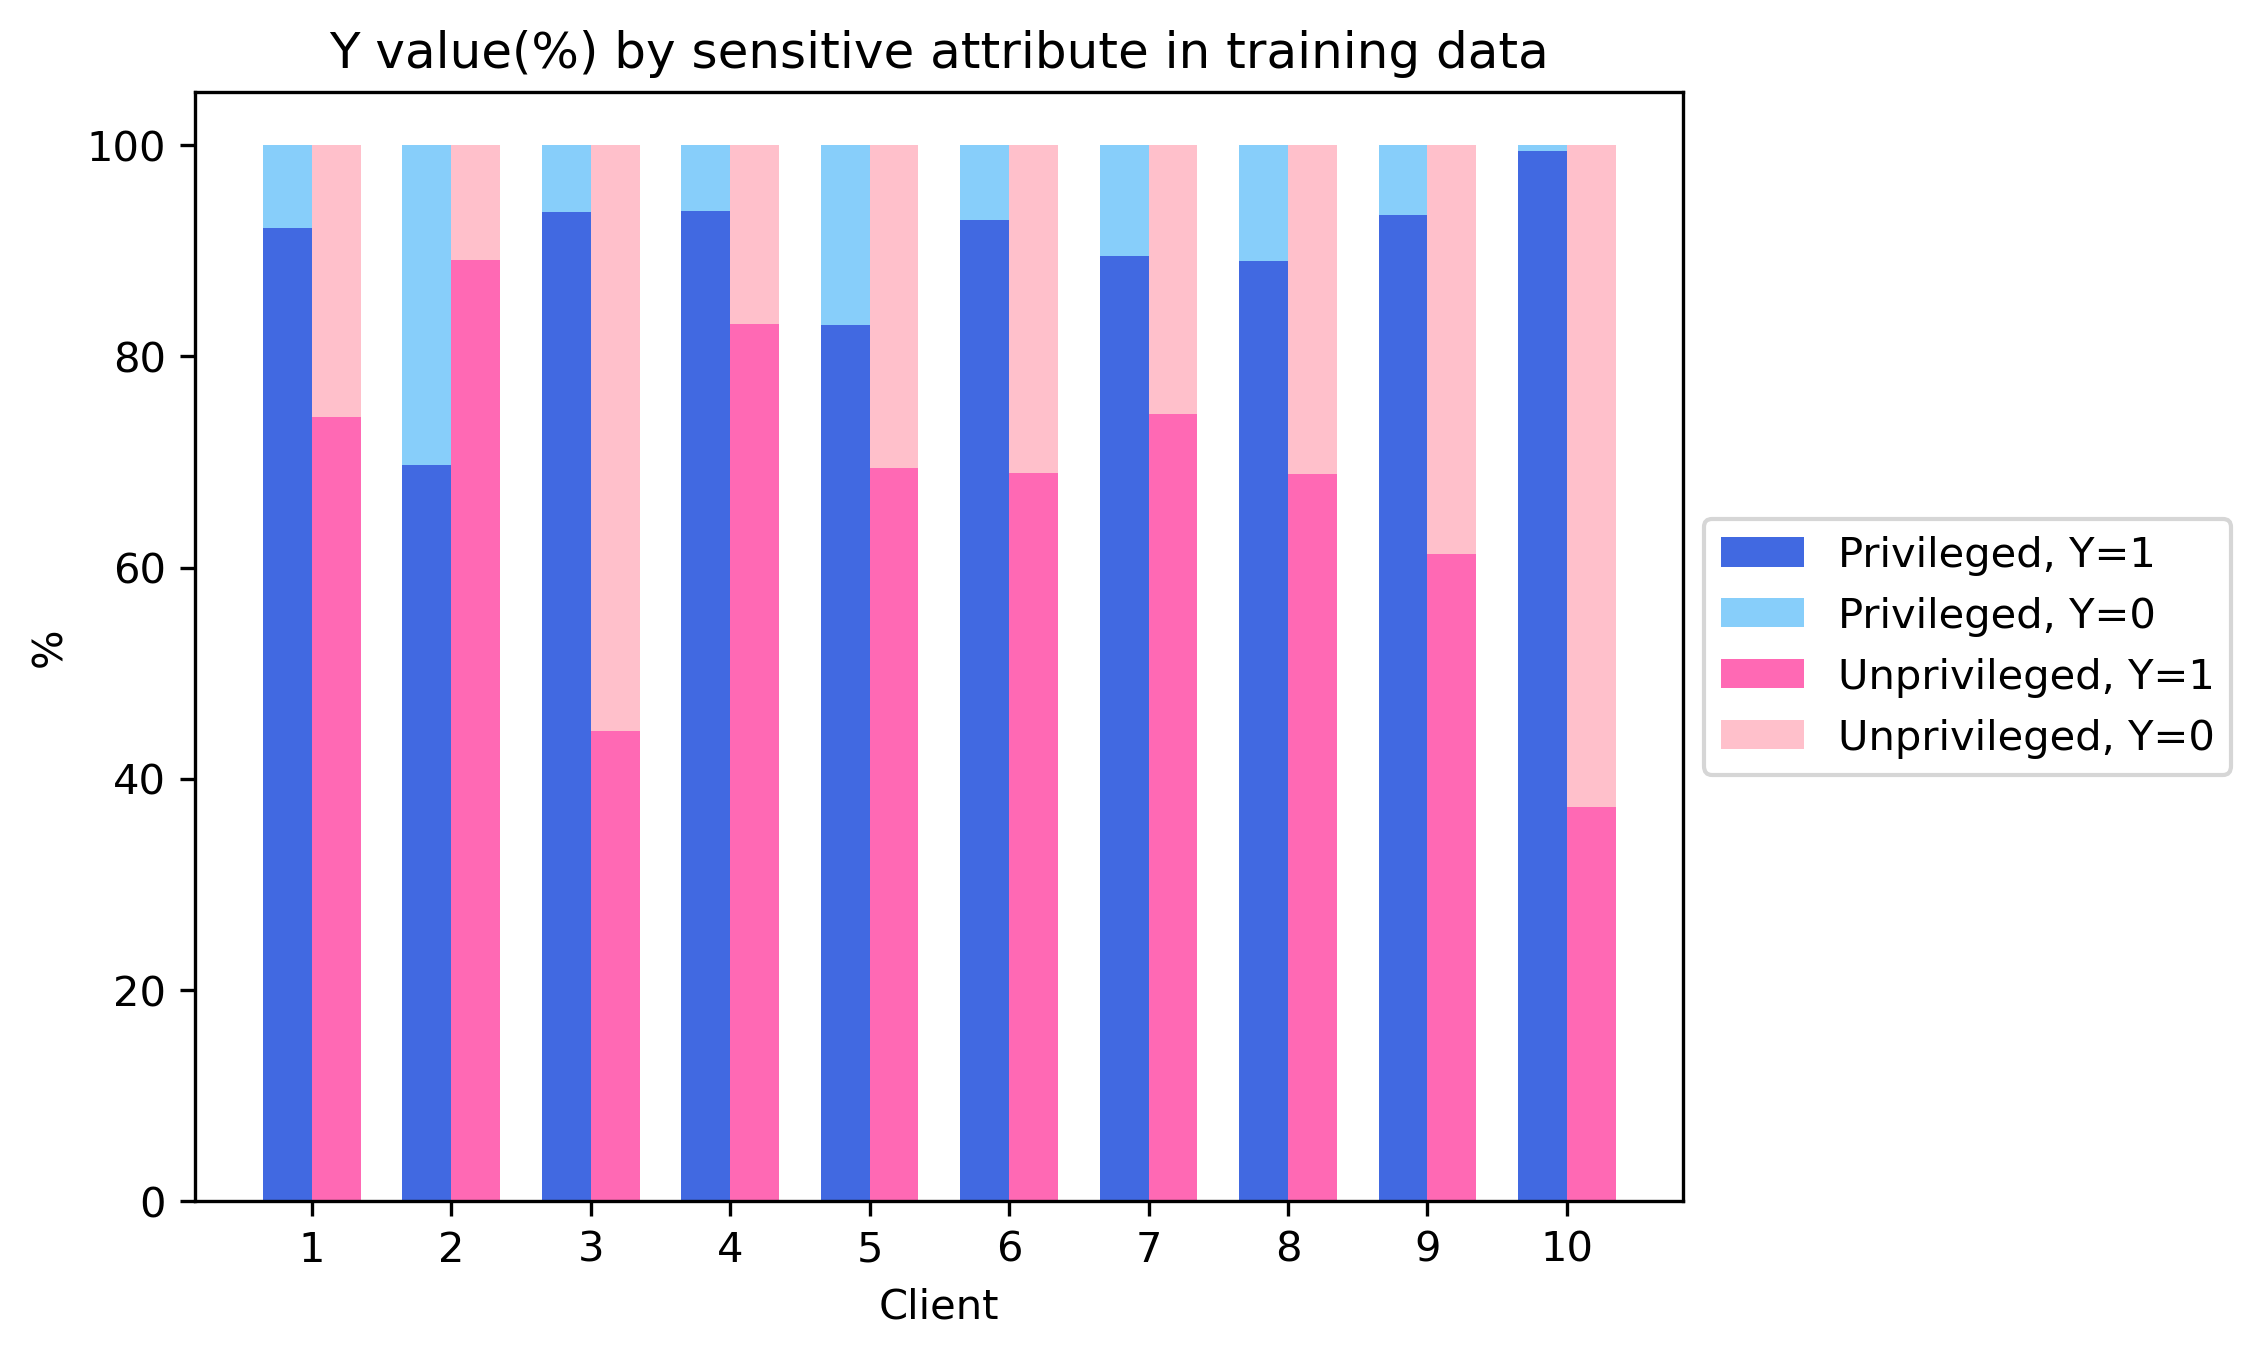 Y value(%) by sensitive attribute in training data
100
80
60
40
20
0
%
1 2 3 4 5 6 7 8 9 10
Client
Privileged, Y=1
Privileged, Y=0
Unprivileged, Y=1
Unprivileged, Y=0